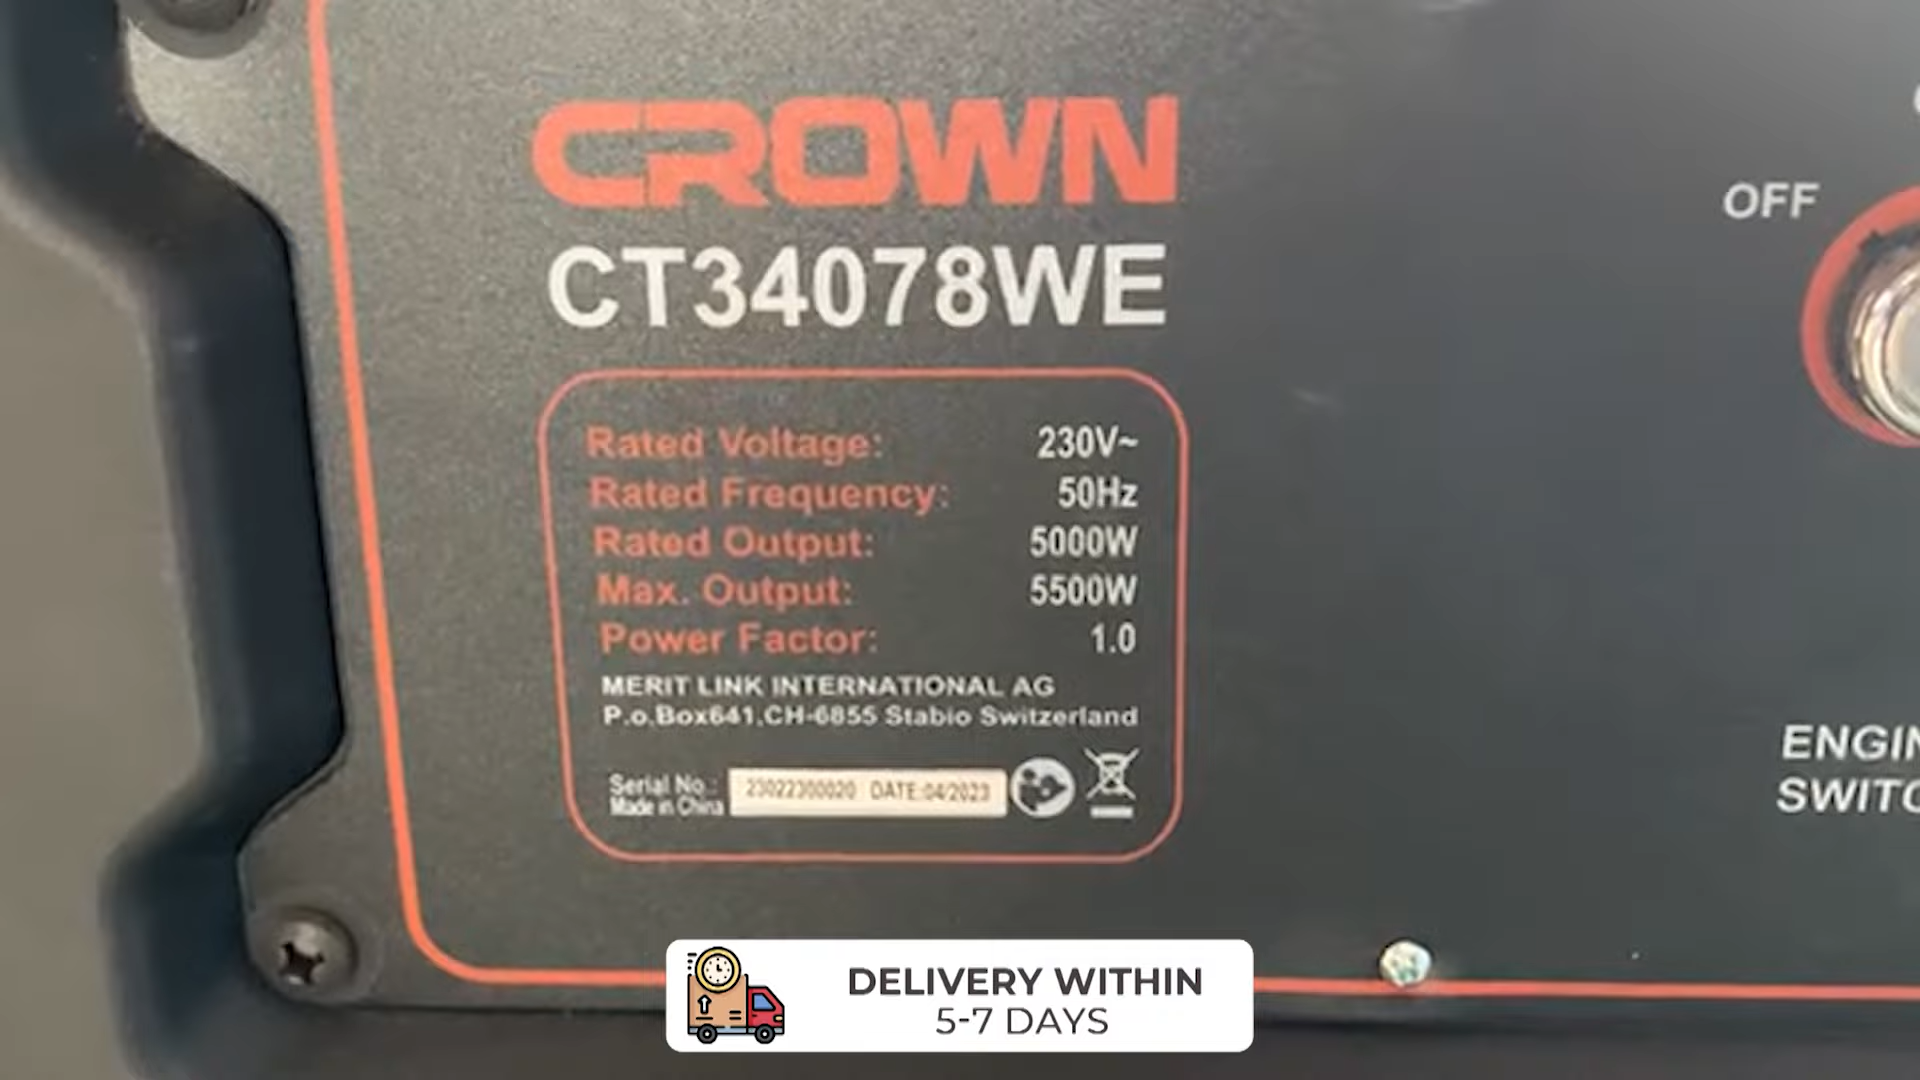 CROWN
CT34078WE
OFF
Rated Voltage: 230V~
Rated Frequency: 50Hz
Rated Output: 5000W
Max. Output: 5500W
Power Factor: 1.0
MERIT LINK INTERNATIONAL AG
P.o.Box641,CH-6855 Stabio Switzerland
Serial No.: 23022300020 DATE:04/2023
Made in China
ENGIN
SWITC
DELIVERY WITHIN
5-7 DAYS